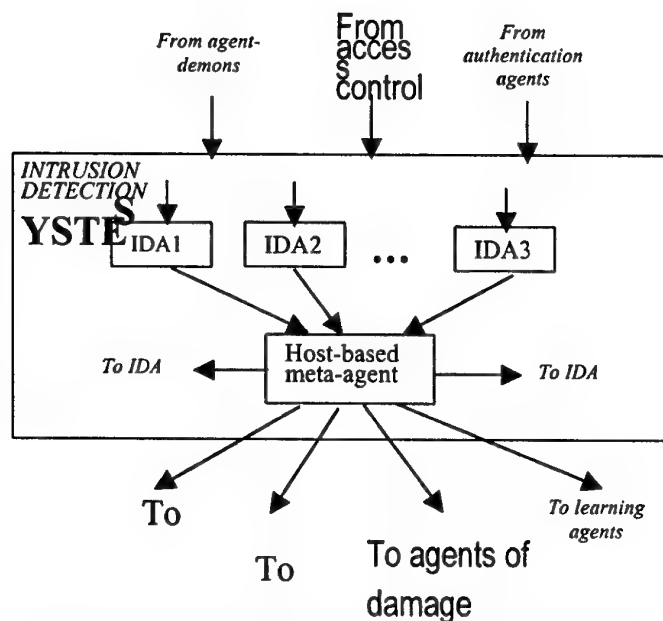 From agent-
demons
From
acces
s
control
From
authentication
agents
INTRUSION
DETECTION
S
YSTE
IDA1
IDA2
...
IDA3
Host-based
meta-agent
To IDA
To IDA
To
To
To agents of
damage
To learning
agents